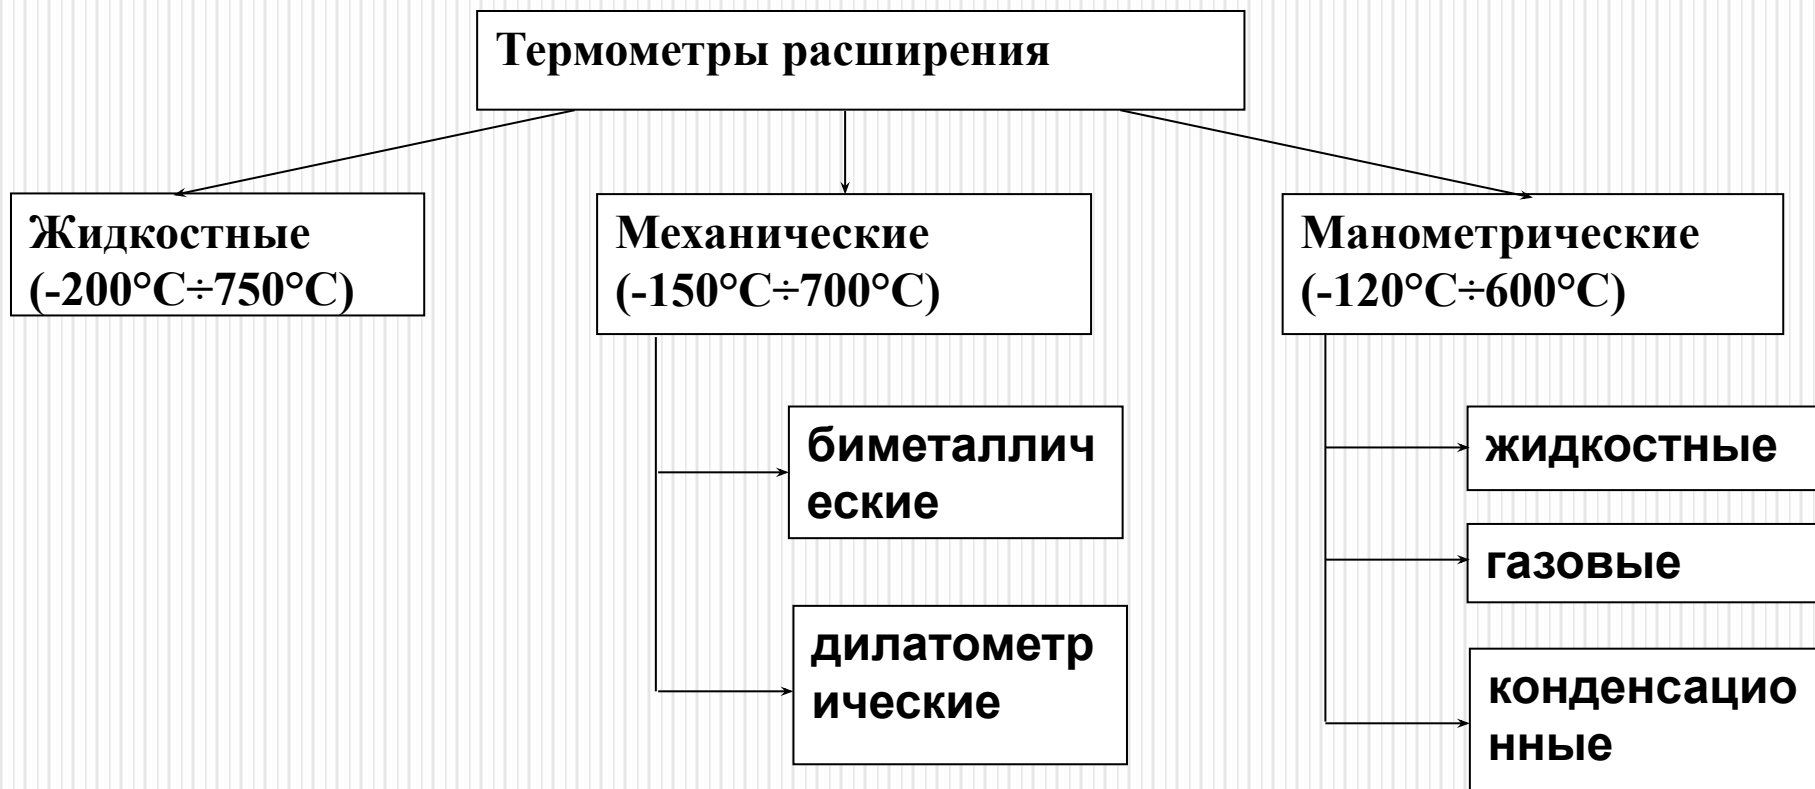 Термометры расширения
Жидкостные
(-200°C÷750°C)
Механические
(-150°C÷700°C)
Манометрические
(-120°C÷600°C)
биметаллич
еские
дилатометр
ические
жидкостные
газовые
конденсацио
нные